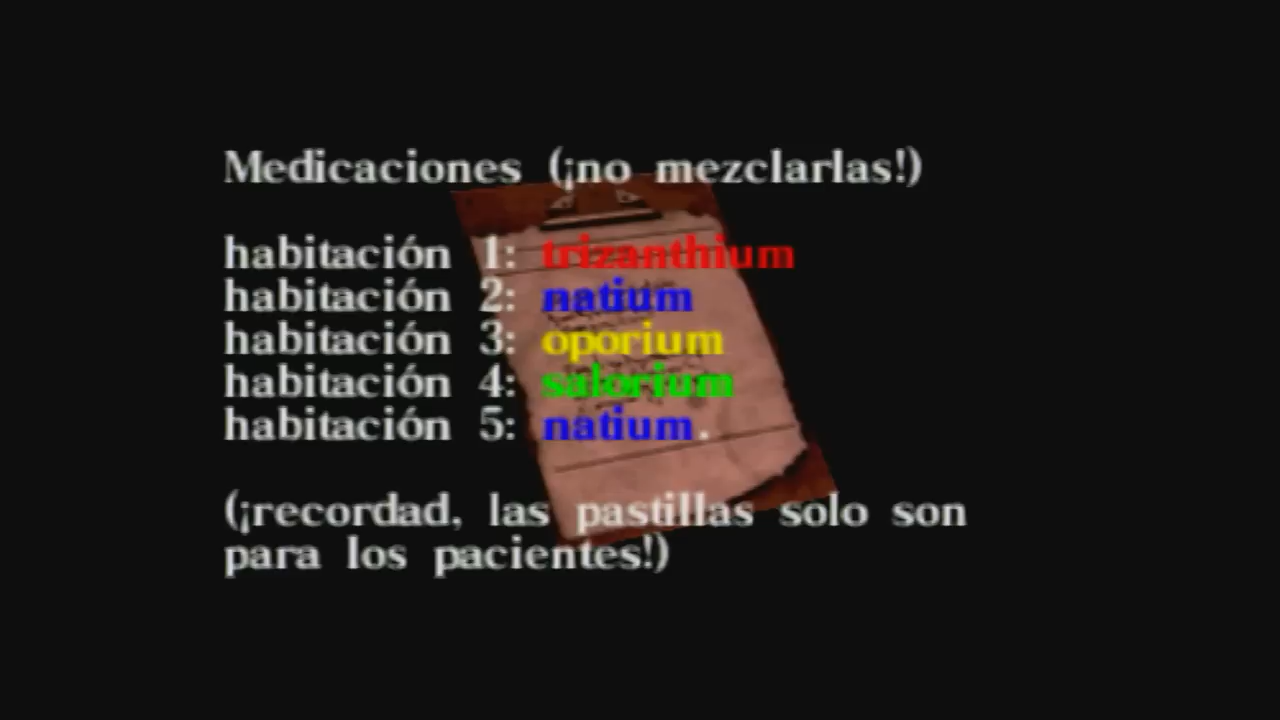 Medicaciones (¡no mezclarlas!)
habitación 1: trizanthium
habitación 2: natium
habitación 3: oporium
habitación 4: salorium
habitación 5: natium.
(¡recordad, las pastillas solo son
para los pacientes!)